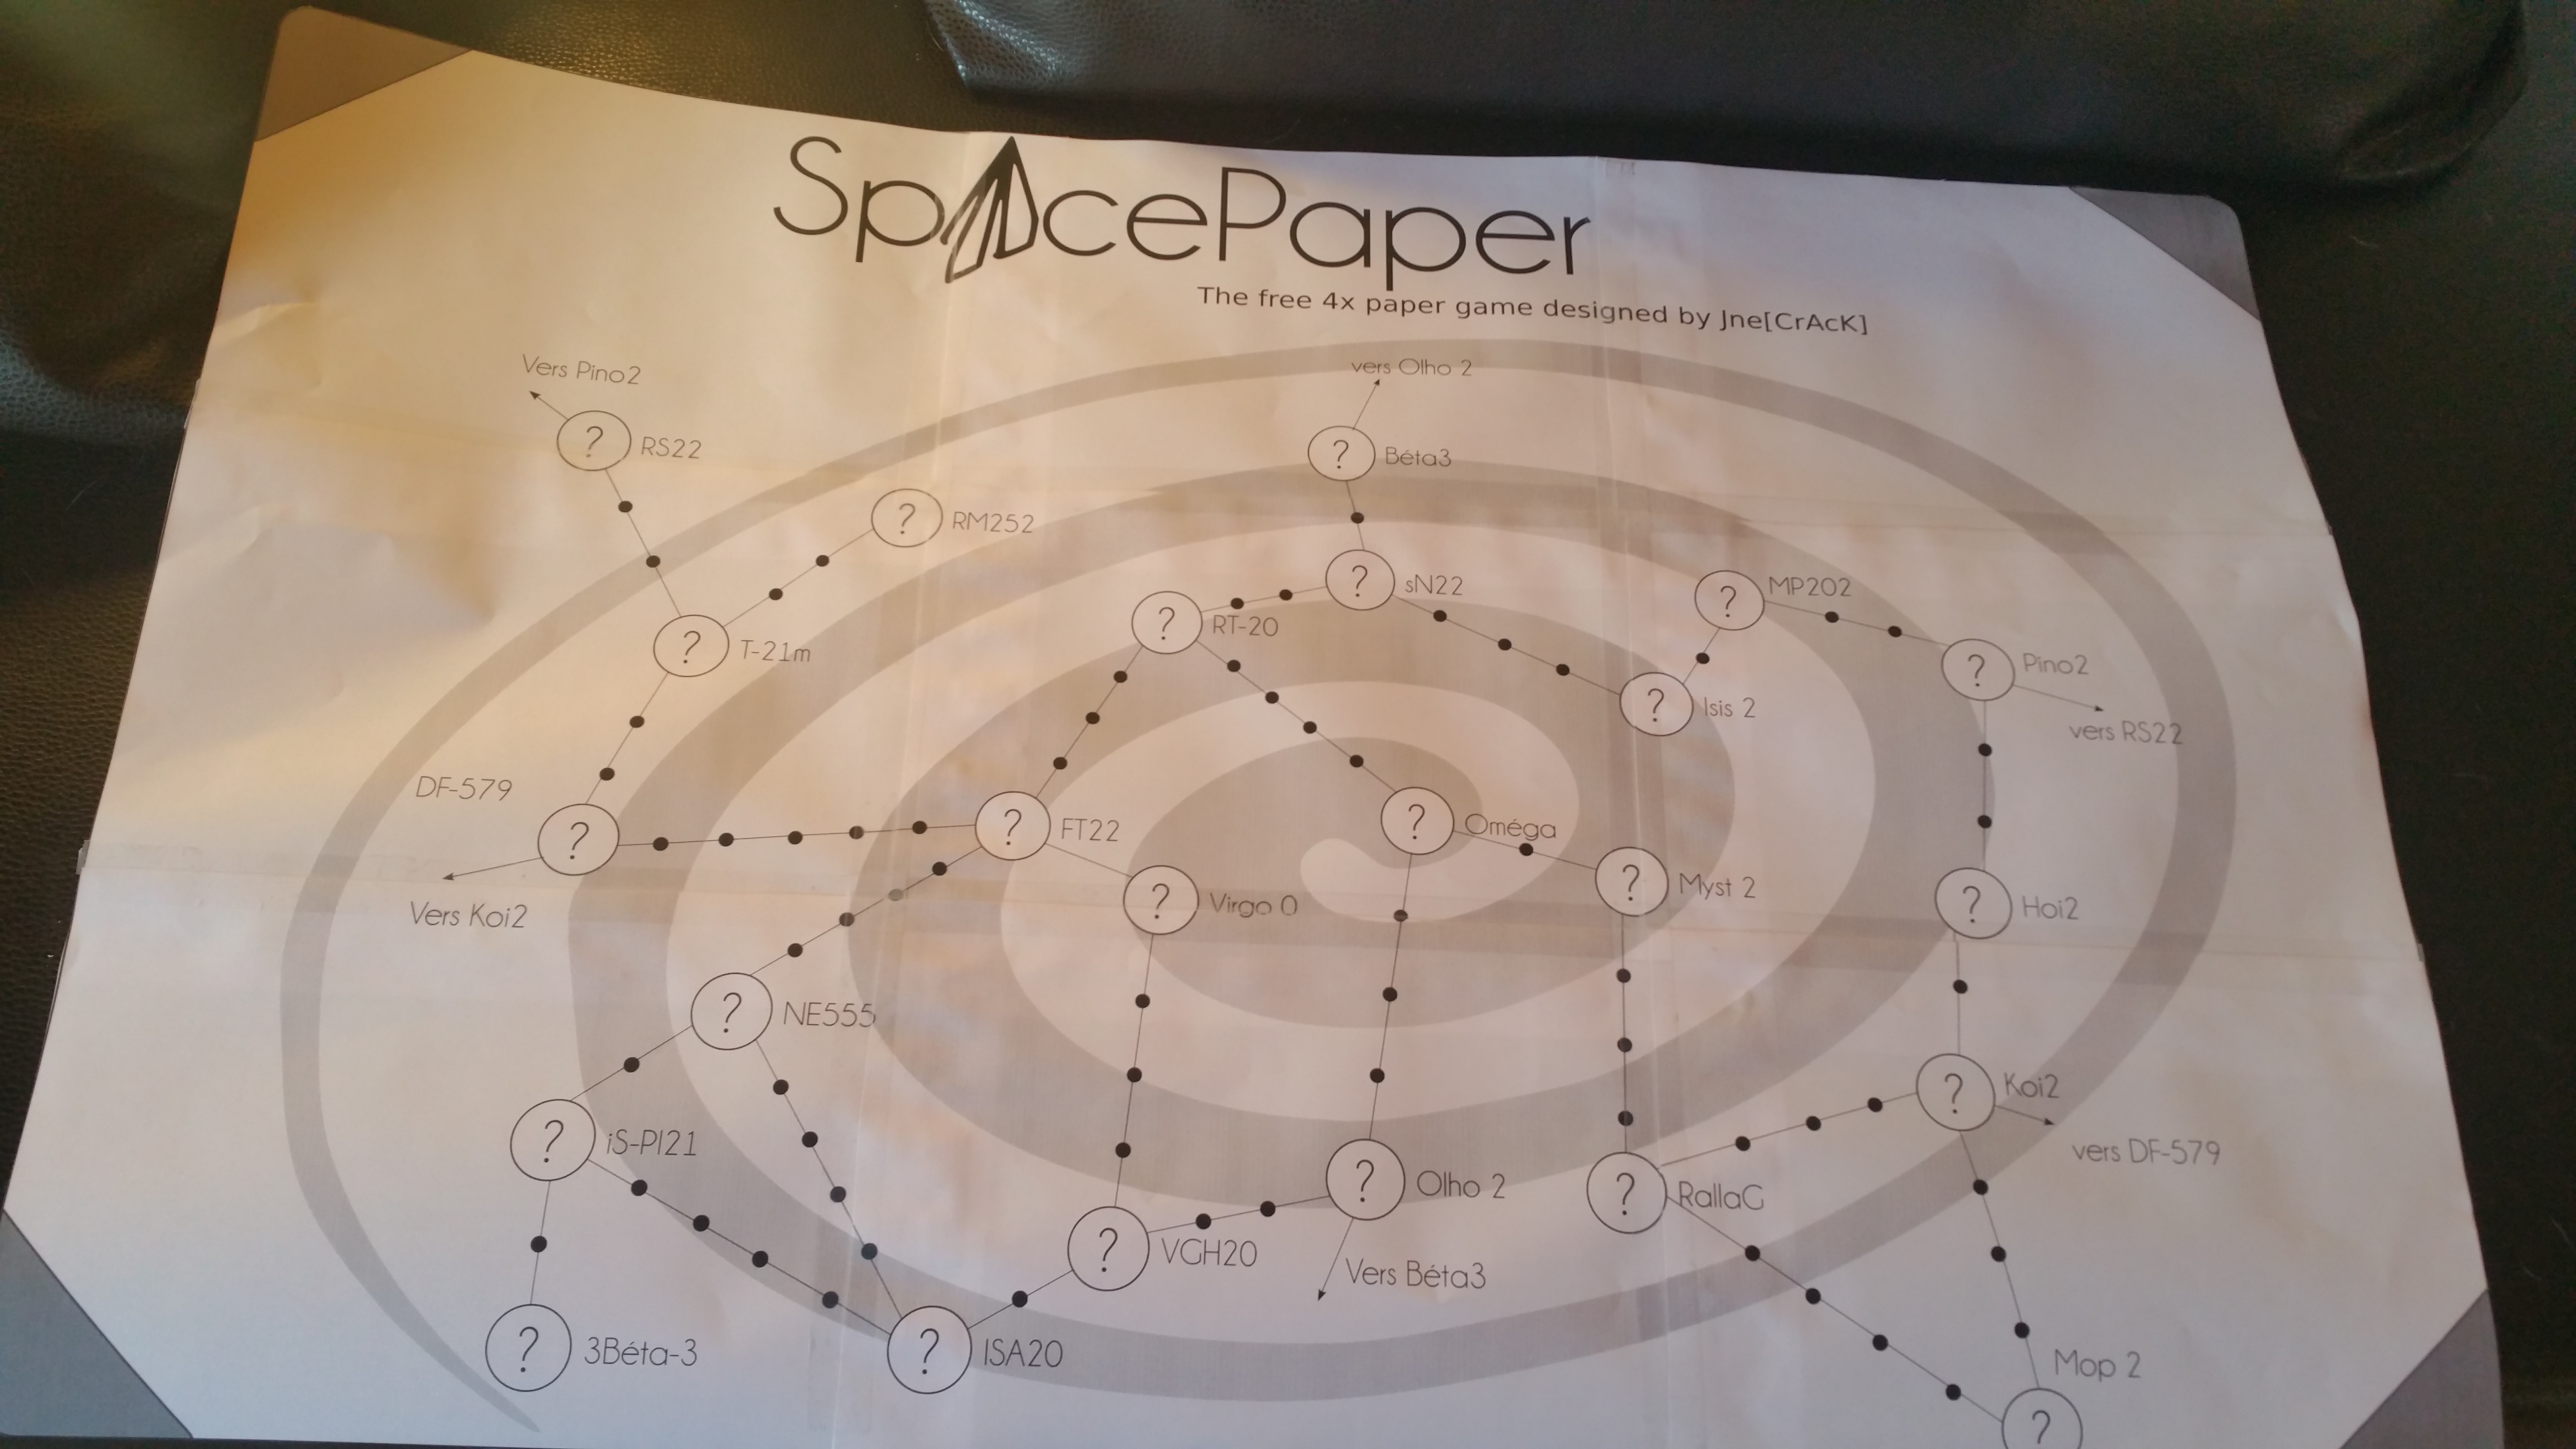 SpacePaper
The free 4x paper game designed by Jne[CrAcK]
Vers Pino2
vers Olho 2
? RS22
? Béta3
? RM252
? sN22
? MP202
? RT-20
? T-21m
? Pino2
? Isis 2
vers RS22
DF-579
?
? FT22
? Oméga
? Myst 2
? Virgo 0
? Hoi2
Vers Koi2
? NE555
? Koi2
? iS-PI21
vers DF-579
? Olho 2
? RallaG
? VGH20
Vers Béta3
? 3Béta-3
? ISA20
Mop 2
?